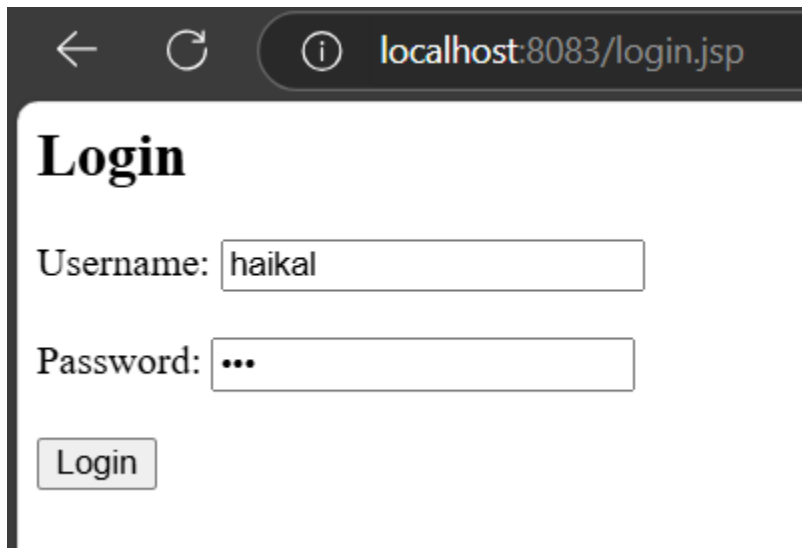 localhost:8083/login.jsp
Login
Username: haikal
Password: •••
Login